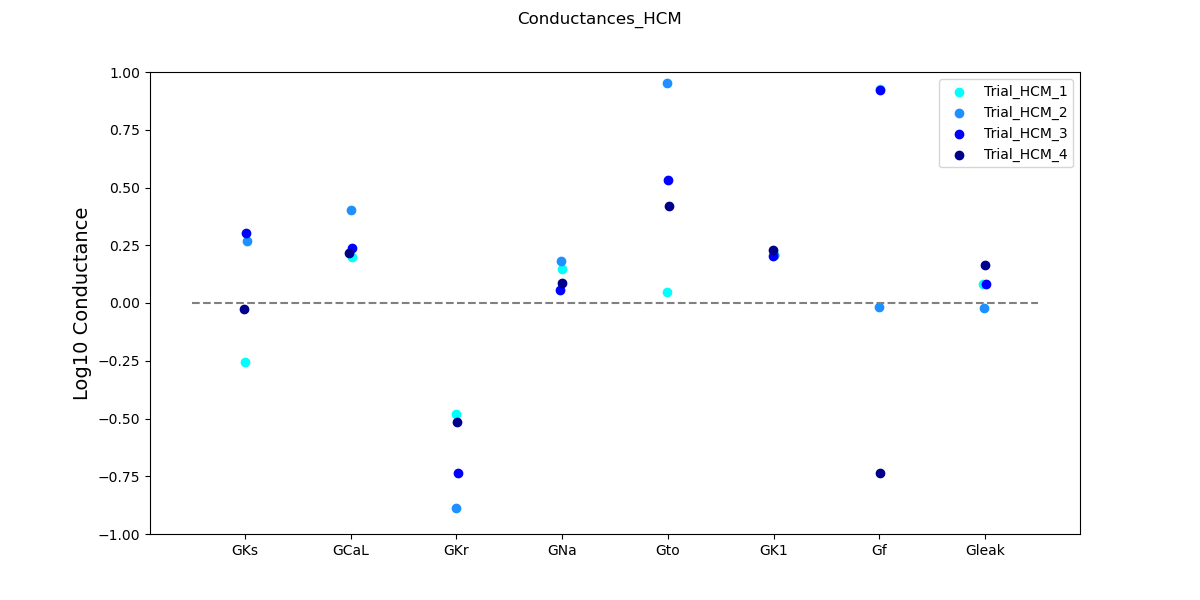 Conductances_HCM
1.00
0.75
0.50
0.25
0.00
−0.25
−0.50
−0.75
−1.00
Log10 Conductance
Trial_HCM_1
Trial_HCM_2
Trial_HCM_3
Trial_HCM_4
GKs GCaL GKr GNa Gto GK1 Gf Gleak